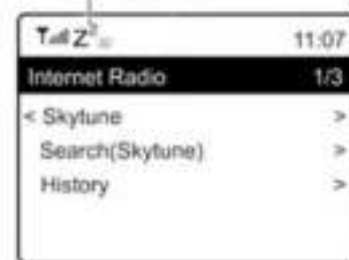 Z 11:07
Internet Radio 1/3
< Skytune >
Search(Skytune) >
History >